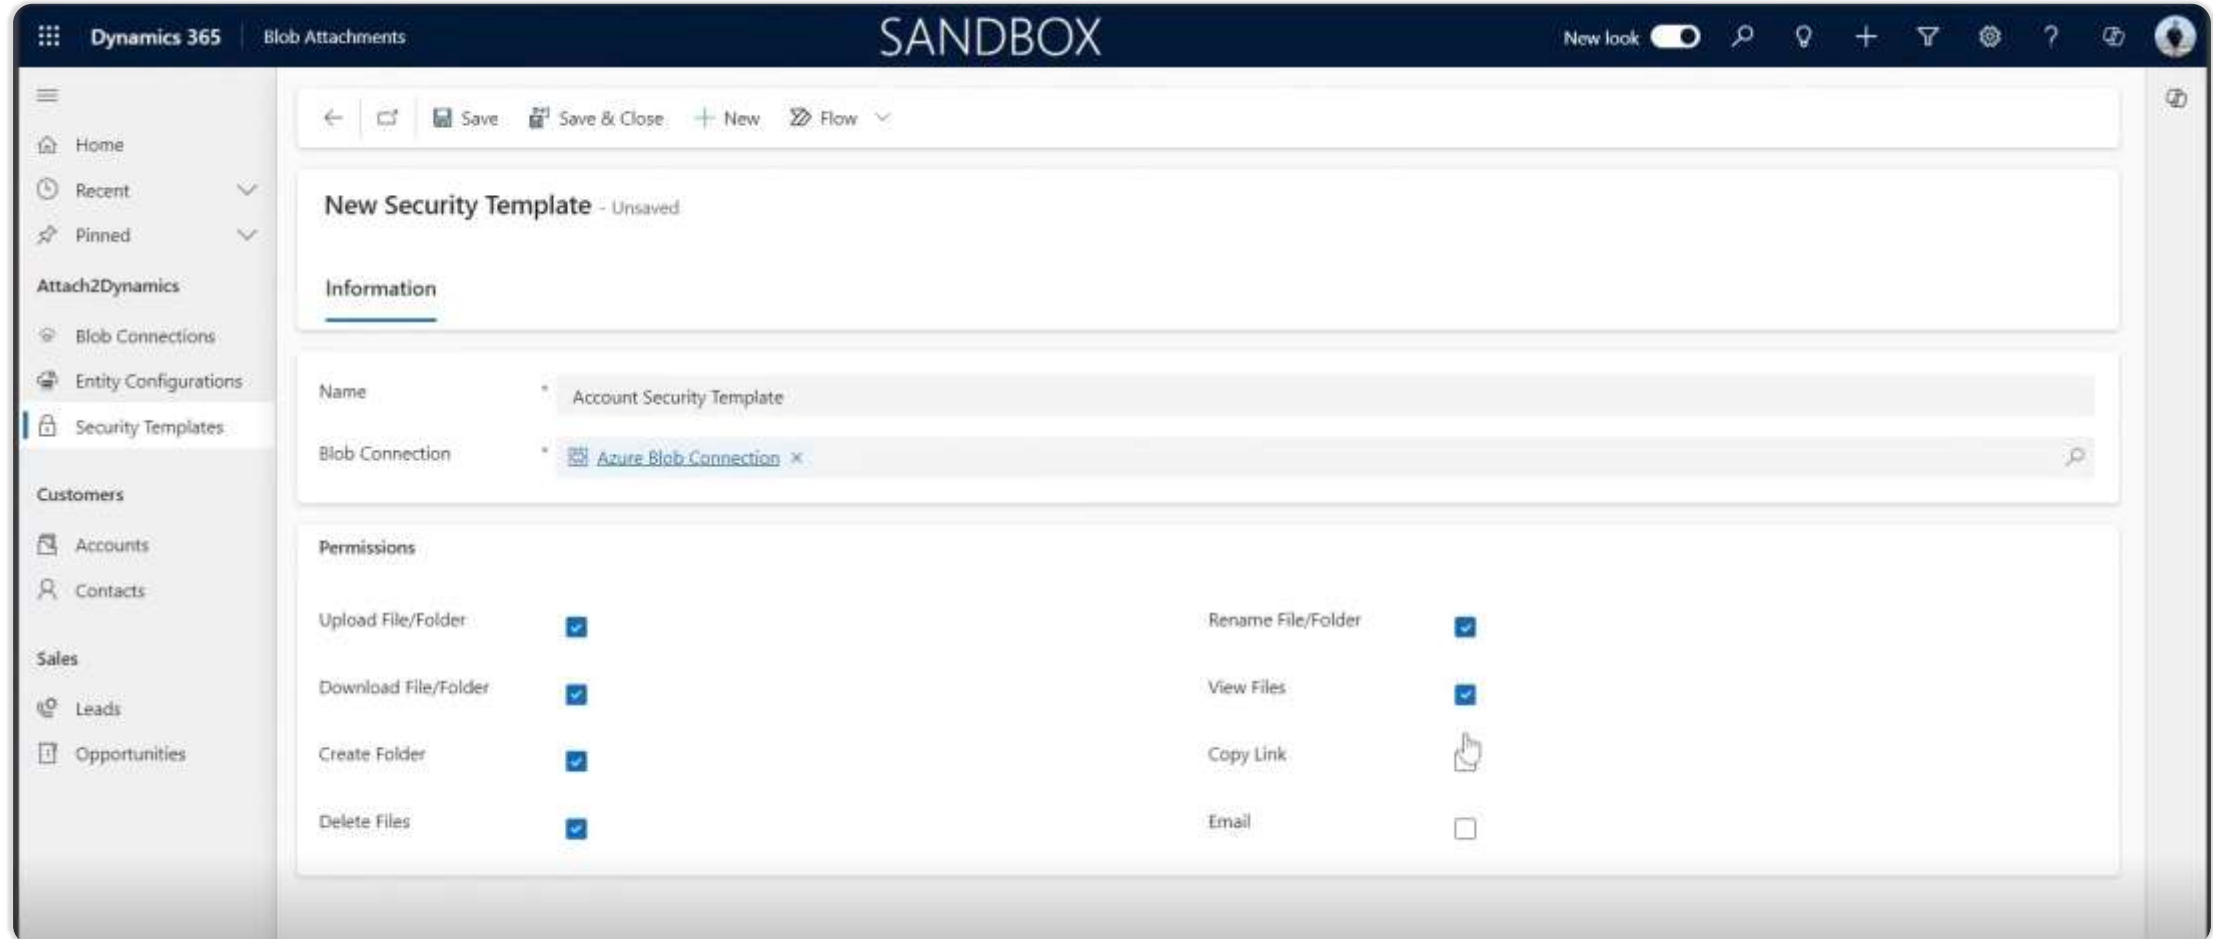 Dynamics 365 Blob Attachments SANDBOX New look
Save Save & Close New Flow
Home
Recent
Pinned
Attach2Dynamics
Blob Connections
Entity Configurations
Security Templates
Customers
Accounts
Contacts
Sales
Leads
Opportunities
New Security Template - Unsaved
Information
Name * Account Security Template
Blob Connection * Azure Blob Connection ×
Permissions
Upload File/Folder
Rename File/Folder
Download File/Folder
View Files
Create Folder
Copy Link
Delete Files
Email